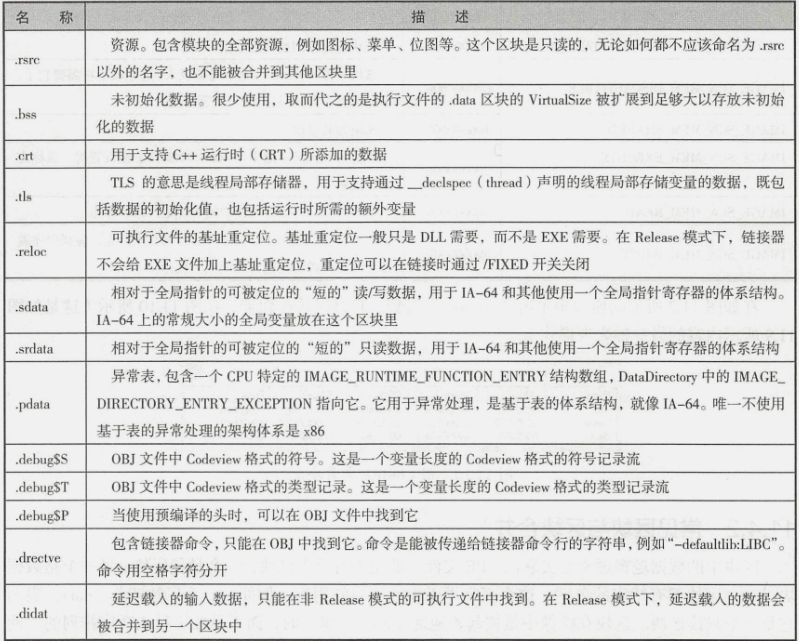 名 称 描 述
.rsrc 资源。包含模块的全部资源，例如图标、菜单、位图等。这个区块是只读的，无论如何都不应该命名为 .rsrc
以外的名字，也不能被合并到其他区块里
.bss 未初始化数据。很少使用，取而代之的是执行文件的 .data 区块的 VirtualSize 被扩展到足够大以存放未初始
化的数据
.crt 用于支持 C++ 运行时（CRT）所添加的数据
.tls TLS 的意思是线程局部存储器，用于支持通过 __declspec（thread）声明的线程局部存储变量的数据，既包
括数据的初始化值，也包括运行时所需的额外变量
.reloc 可执行文件的基址重定位。基址重定位一般只是 DLL 需要，而不是 EXE 需要。在 Release 模式下，链接器
不会给 EXE 文件加上基址重定位，重定位可以在链接时通过 /FIXED 开关关闭
.sdata 相对于全局指针的可被定位的“短的”读/写数据，用于 IA-64 和其他使用一个全局指针寄存器的体系结构。
IA-64 上的常规大小的全局变量放在这个区块里
.srdata 相对于全局指针的可被定位的“短的”只读数据，用于 IA-64 和其他使用一个全局指针寄存器的体系结构
.pdata 异常表，包含一个 CPU 特定的 IMAGE_RUNTIME_FUNCTION_ENTRY 结构数组，DataDirectory 中的 IMAGE_
DIRECTORY_ENTRY_EXCEPTION 指向它。它用于异常处理，是基于表的体系结构，就像 IA-64。唯一不使用
基于表的异常处理的架构体系是 x86
.debug$S OBJ 文件中 Codeview 格式的符号。这是一个变量长度的 Codeview 格式的符号记录流
.debug$T OBJ 文件中 Codeview 格式的类型记录。这是一个变量长度的 Codeview 格式的类型记录流
.debug$P 当使用预编译的头时，可以在 OBJ 文件中找到它
.drectve 包含链接器命令，只能在 OBJ 中找到它。命令是能被传递给链接器命令行的字符串，例如“-defaultlib:LIBC”。
命令用空格字符分开
.didat 延迟载入的输入数据，只能在非 Release 模式的可执行文件中找到。在 Release 模式下，延迟载入的数据会
被合并到另一个区块中